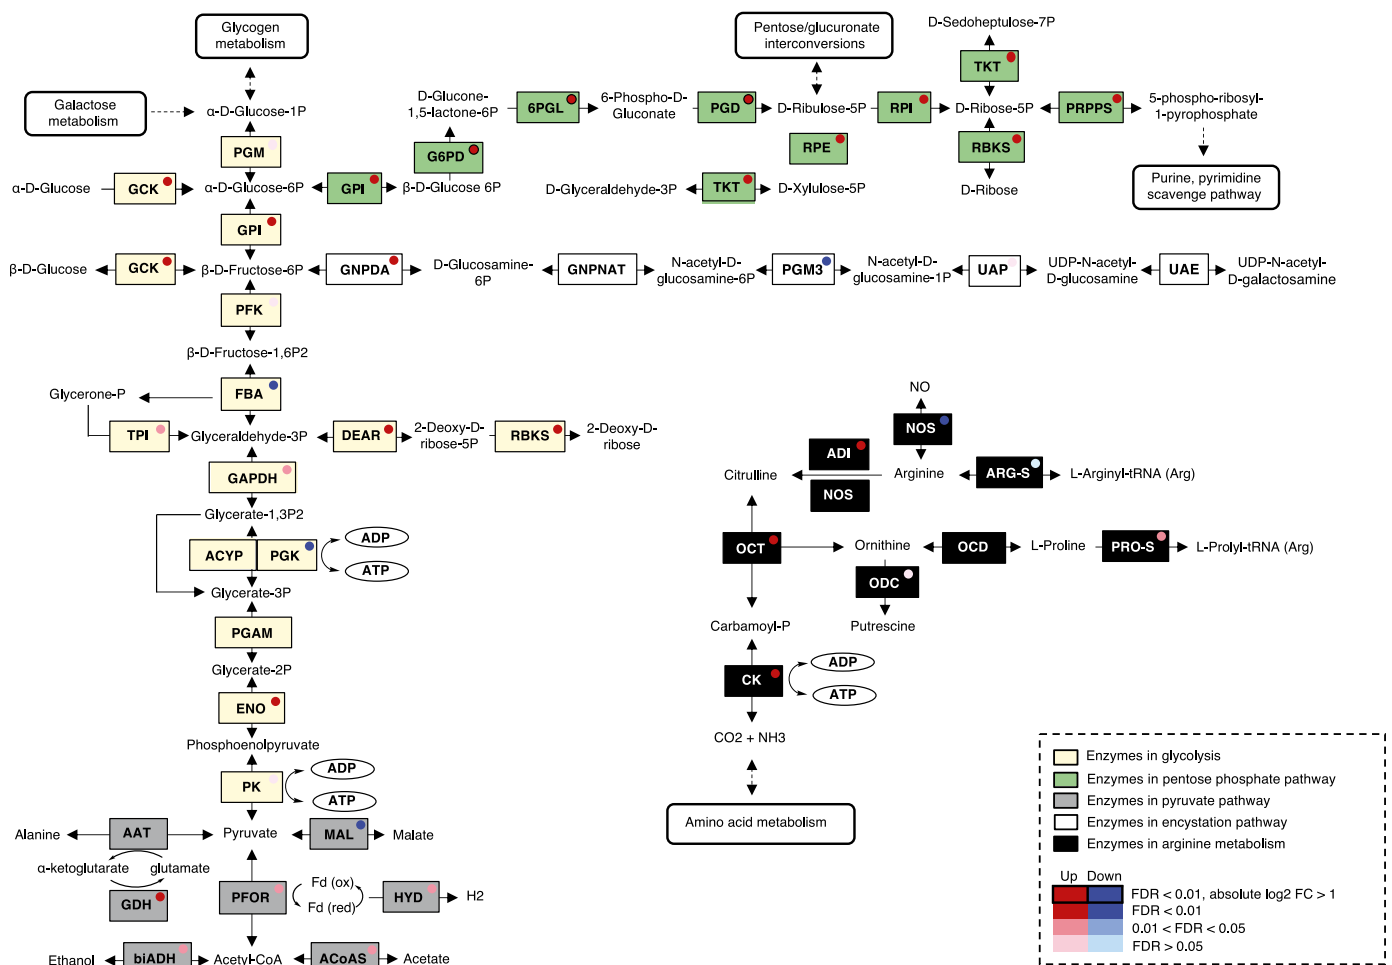 Glycogen
metabolism
Pentose/glucuronate
interconversions
D-Sedoheptulose-7P
TKT
Galactose
metabolism
α-D-Glucose-1P
D-Glucone-
1,5-lactone-6P
6PGL
6-Phospho-D-
Gluconate
PGD
D-Ribulose-5P
RPI
D-Ribose-5P
PRPPS
5-phospho-ribosyl-
1-pyrophosphate
PGM
G6PD
RPE
RBKS
α-D-Glucose
GCK
α-D-Glucose-6P
GPI
β-D-Glucose 6P
D-Glyceraldehyde-3P
TKT
D-Xylulose-5P
D-Ribose
Purine, pyrimidine
scavenge pathway
GPI
β-D-Glucose
GCK
β-D-Fructose-6P
GNPDA
D-Glucosamine-
6P
GNPNAT
N-acetyl-D-
glucosamine-6P
PGM3
N-acetyl-D-
glucosamine-1P
UAP
UDP-N-acetyl-
D-glucosamine
UAE
UDP-N-acetyl-
D-galactosamine
PFK
β-D-Fructose-1,6P2
Glycerone-P
FBA
TPI
Glyceraldehyde-3P
DEAR
2-Deoxy-D-
ribose-5P
RBKS
2-Deoxy-D-
ribose
GAPDH
Glycerate-1,3P2
ACYP
PGK
ADP
ATP
Glycerate-3P
PGAM
Glycerate-2P
ENO
Phosphoenolpyruvate
PK
ADP
ATP
Alanine
AAT
Pyruvate
MAL
Malate
α-ketoglutarate
glutamate
GDH
PFOR
Fd (ox)
Fd (red)
HYD
H2
Ethanol
biADH
Acetyl-CoA
ACoAS
Acetate
NO
NOS
ADI
Citrulline
Arginine
ARG-S
L-Arginyl-tRNA (Arg)
NOS
OCT
Ornithine
OCD
L-Proline
PRO-S
L-Prolyl-tRNA (Arg)
ODC
Carbamoyl-P
Putrescine
CK
ADP
ATP
CO2 + NH3
Amino acid metabolism
Enzymes in glycolysis
Enzymes in pentose phosphate pathway
Enzymes in pyruvate pathway
Enzymes in encystation pathway
Enzymes in arginine metabolism
Up Down
FDR < 0.01, absolute log2 FC > 1
FDR < 0.01
0.01 < FDR < 0.05
FDR > 0.05